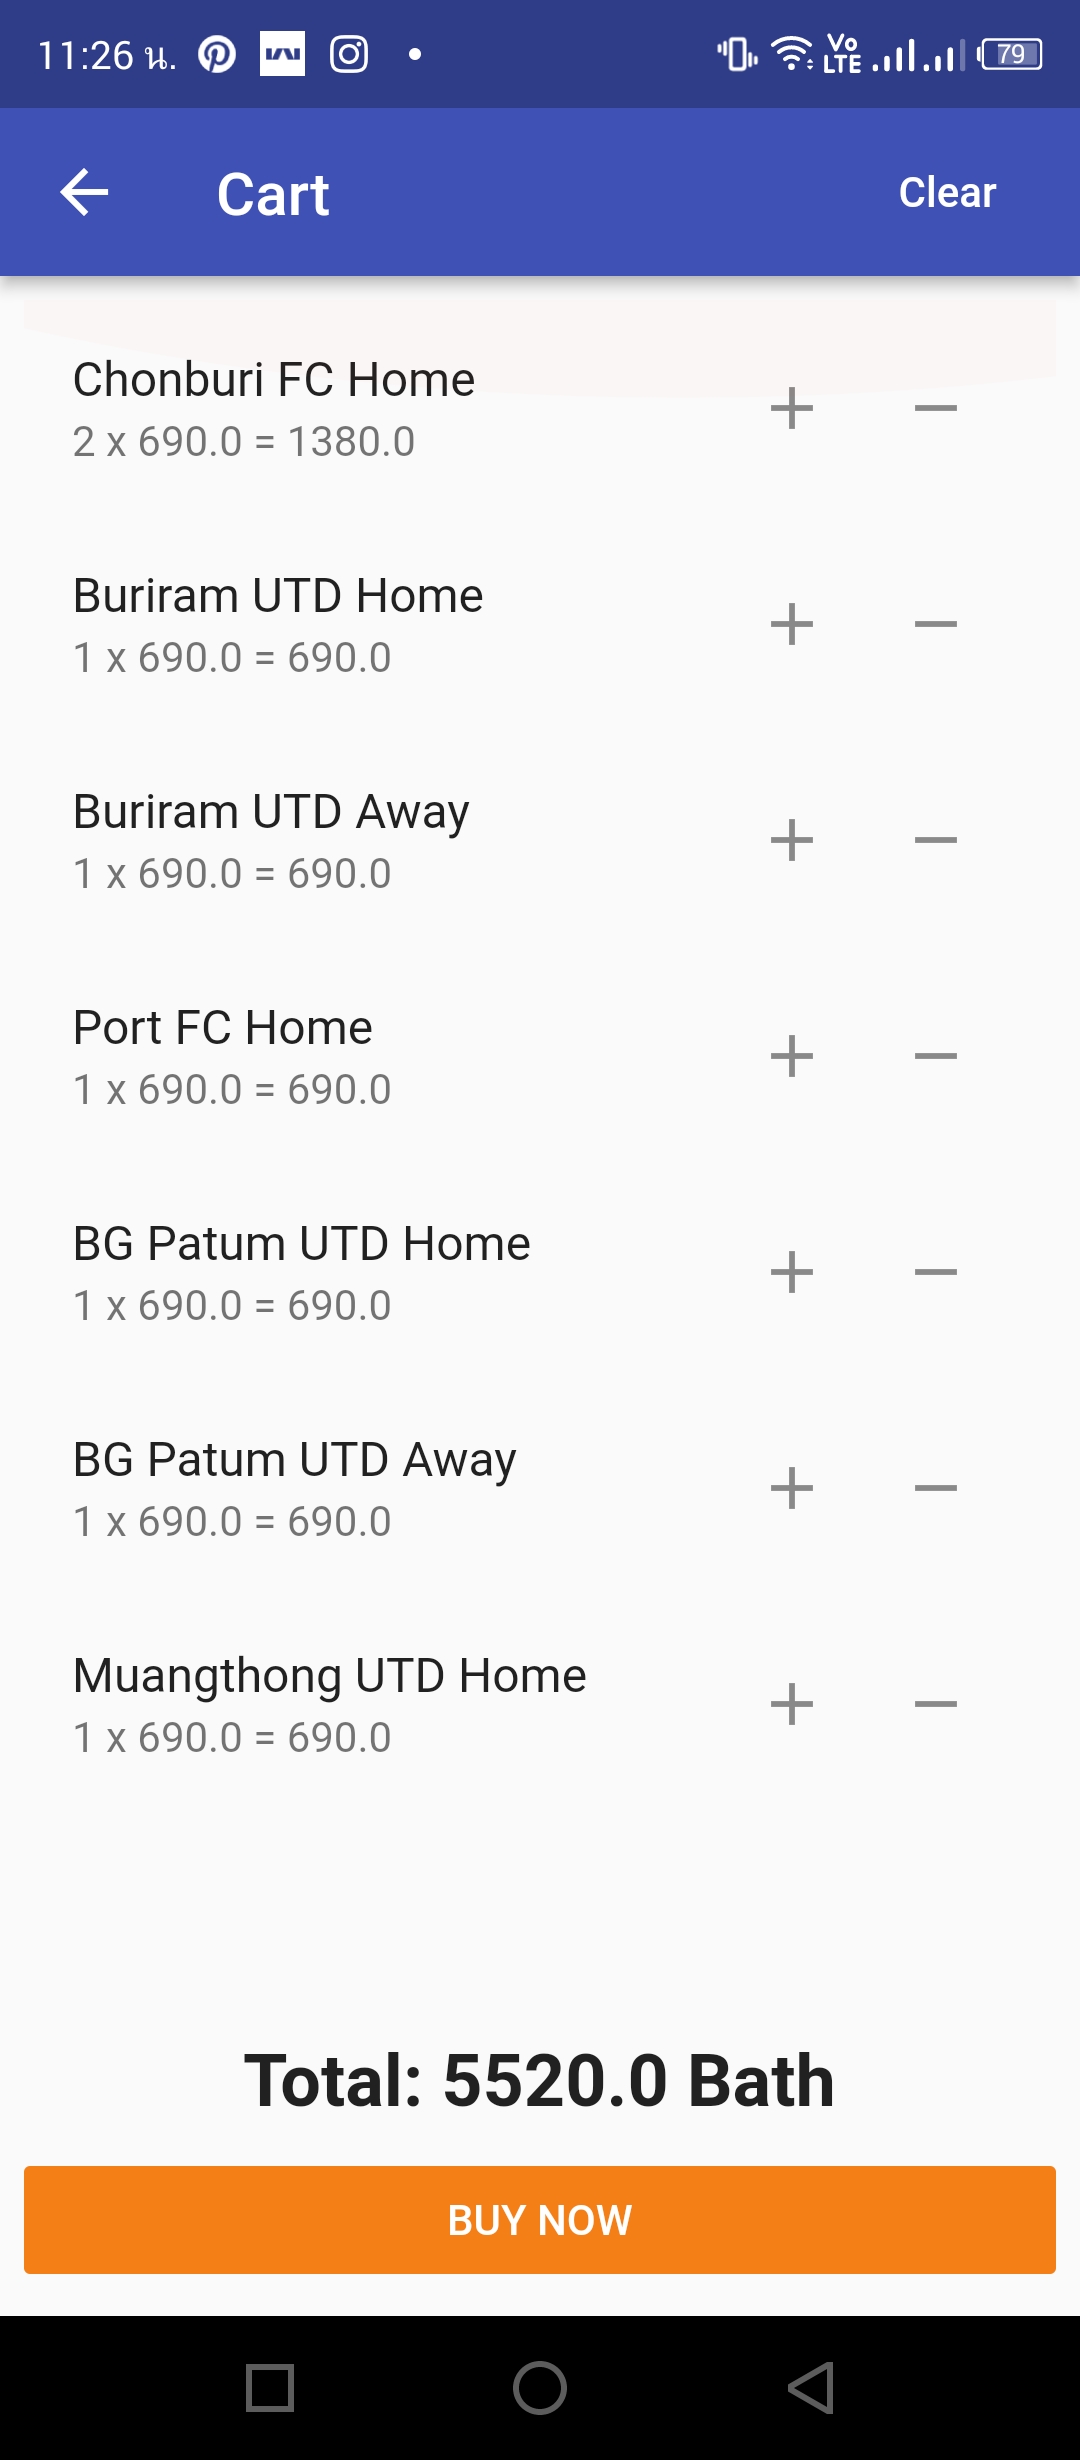 11:26 น.
Vo
LTE
79
Cart
Clear
Chonburi FC Home
2 x 690.0 = 1380.0
Buriram UTD Home
1 x 690.0 = 690.0
Buriram UTD Away
1 x 690.0 = 690.0
Port FC Home
1 x 690.0 = 690.0
BG Patum UTD Home
1 x 690.0 = 690.0
BG Patum UTD Away
1 x 690.0 = 690.0
Muangthong UTD Home
1 x 690.0 = 690.0
Total: 5520.0 Bath
BUY NOW